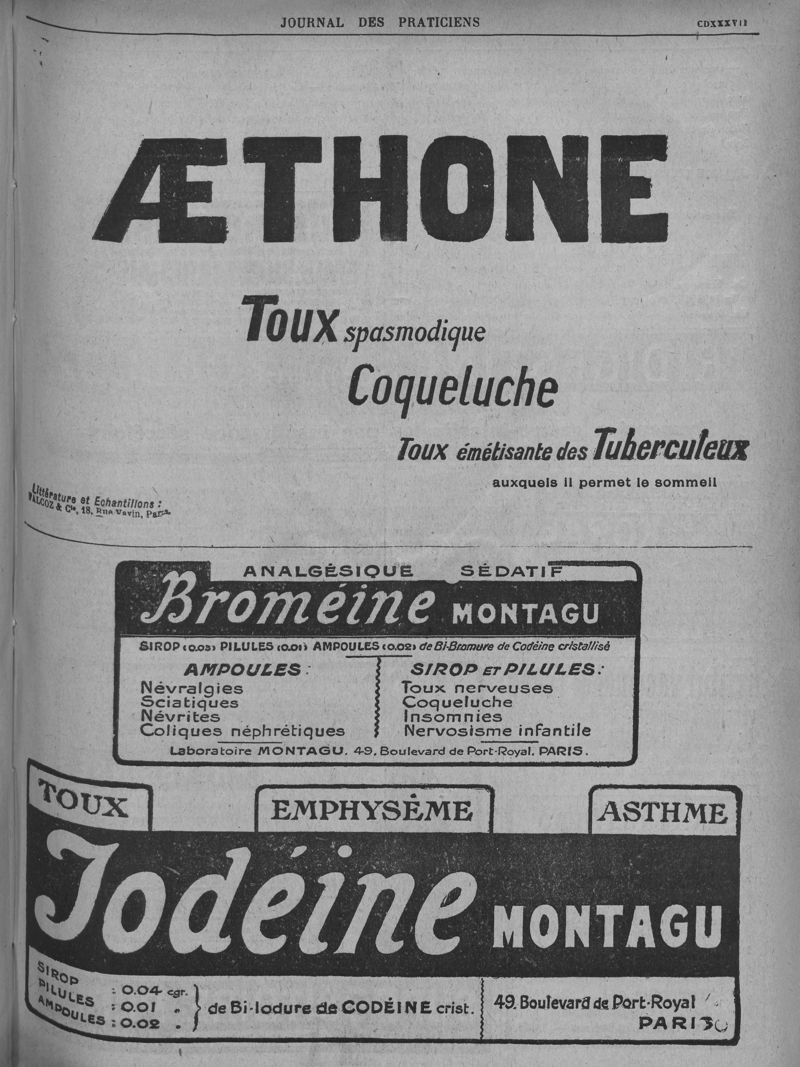 JOURNAL DES PRATICIENS CDXXXVII
ÆTHONE
Toux spasmodique
Coqueluche
Toux émétisante des Tuberculeux
auxquels il permet le sommeil
Littérature et Echantillons :
FALCOZ & Cie, 18, Rue Vavin, Paris.
ANALGÉSIQUE SÉDATIF
Broméine MONTAGU
SIROP (0.03) PILULES (0.01) AMPOULES (0.02) de Bi-Bromure de Codéine cristallisé
AMPOULES : SIROP ET PILULES :
Névralgies Toux nerveuses
Sciatiques Coqueluche
Névrites Insomnies
Coliques néphrétiques Nervosisme infantile
Laboratoire MONTAGU, 49, Boulevard de Port-Royal, PARIS.
TOUX EMPHYSÈME ASTHME
Iodéine MONTAGU
SIROP : 0.04 cgr.
PILULES : 0.01 „ de Bi-Iodure de CODÉINE crist. 49, Boulevard de Port-Royal
AMPOULES : 0.02 „ PARIS